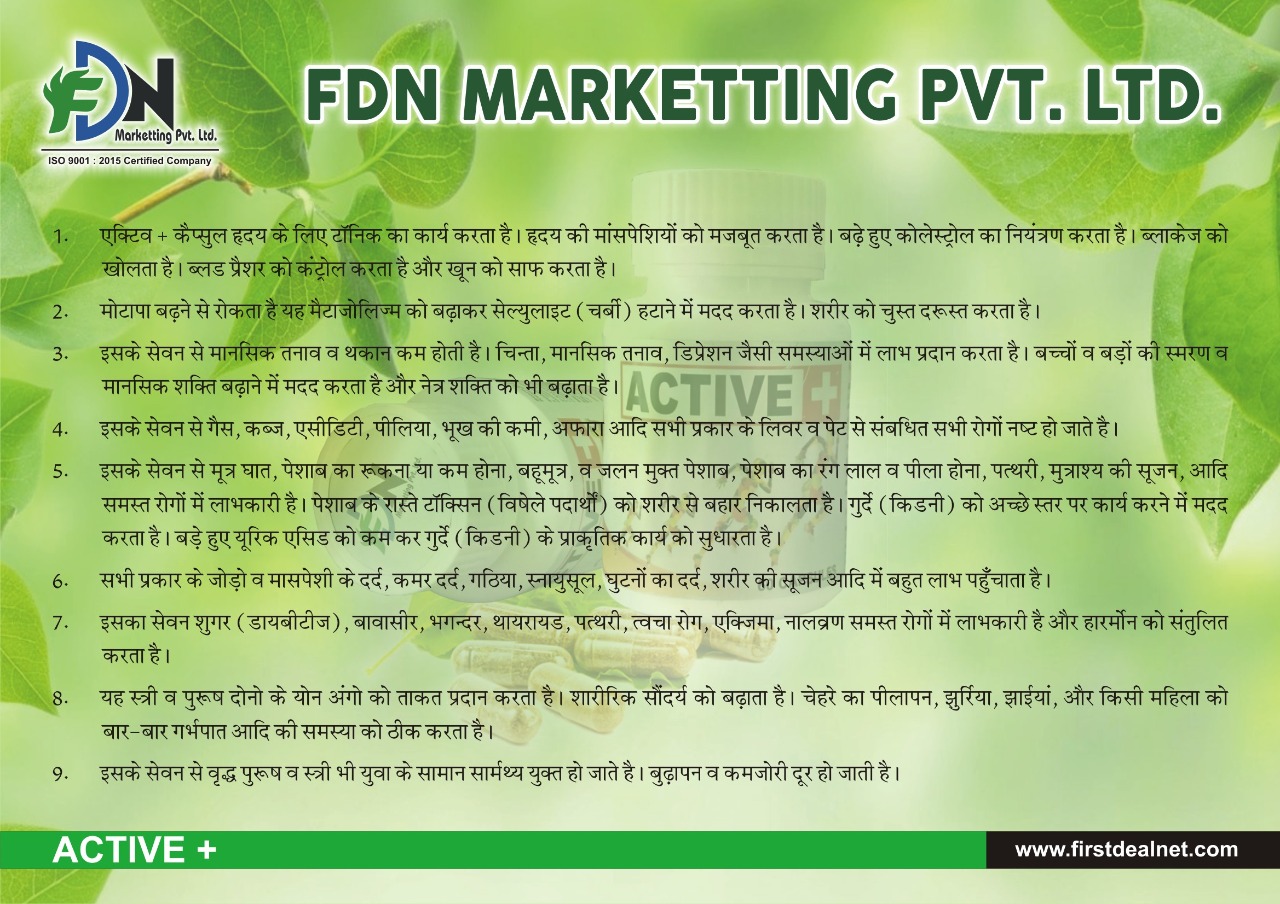 FDN
Marketting Pvt. Ltd.
ISO 9001 : 2015 Certified Company
FDN MARKETTING PVT. LTD.
1. एक्टिव + कैप्सुल हृदय के लिए टॉनिक का कार्य करता है। हृदय की मांसपेशियों को मजबूत करता है। बढ़े हुए कोलेस्ट्रोल का नियंत्रण करता है। ब्लाकेज को
खोलता है। ब्लड प्रैशर को कंट्रोल करता है और खून को साफ करता है।
2. मोटापा बढ़ने से रोकता है यह मैटाजोलिज्म को बढ़ाकर सेल्युलाइट (चर्बी) हटाने में मदद करता है। शरीर को चुस्त दरूस्त करता है।
3. इसके सेवन से मानसिक तनाव व थकान कम होती है। चिन्ता, मानसिक तनाव, डिप्रेशन जैसी समस्याओं में लाभ प्रदान करता है। बच्चों व बड़ों की स्मरण व
मानसिक शक्ति बढ़ाने में मदद करता है और नेत्र शक्ति को भी बढ़ाता है।
ACTIVE +
4. इसके सेवन से गैस, कब्ज, एसीडिटी, पीलिया, भूख की कमी, अफारा आदि सभी प्रकार के लिवर व पेट से संबधित सभी रोगों नष्ट हो जाते है।
5. इसके सेवन से मूत्र घात, पेशाब का रूकना या कम होना, बहूमूत्र, व जलन मुक्त पेशाब, पेशाब का रंग लाल व पीला होना, पत्थरी, मुत्राश्य की सूजन, आदि
समस्त रोगों में लाभकारी है। पेशाब के रास्ते टॉक्सिन (विषेले पदार्थों) को शरीर से बहार निकालता है। गुर्दे (किडनी) को अच्छे स्तर पर कार्य करने में मदद
करता है। बड़े हुए यूरिक एसिड को कम कर गुर्दे (किडनी) के प्राकृतिक कार्य को सुधारता है।
6. सभी प्रकार के जोड़ो व मासपेशी के दर्द, कमर दर्द, गठिया, स्नायुसूल, घुटनों का दर्द, शरीर की सूजन आदि में बहुत लाभ पहुँचाता है।
7. इसका सेवन शुगर (डायबीटीज), बावासीर, भगन्दर, थायरायड, पत्थरी, त्वचा रोग, एक्जिमा, नालव्रण समस्त रोगों में लाभकारी है और हारर्मोन को संतुलित
करता है।
8. यह स्त्री व पुरूष दोनो के योन अंगो को ताकत प्रदान करता है। शारीरिक सौंदर्य को बढ़ाता है। चेहरे का पीलापन, झुर्रिया, झाईयां, और किसी महिला को
बार-बार गर्भपात आदि की समस्या को ठीक करता है।
9. इसके सेवन से वृद्ध पुरूष व स्त्री भी युवा के सामान सार्मथ्य युक्त हो जाते है। बुढ़ापन व कमजोरी दूर हो जाती है।
ACTIVE +
www.firstdealnet.com